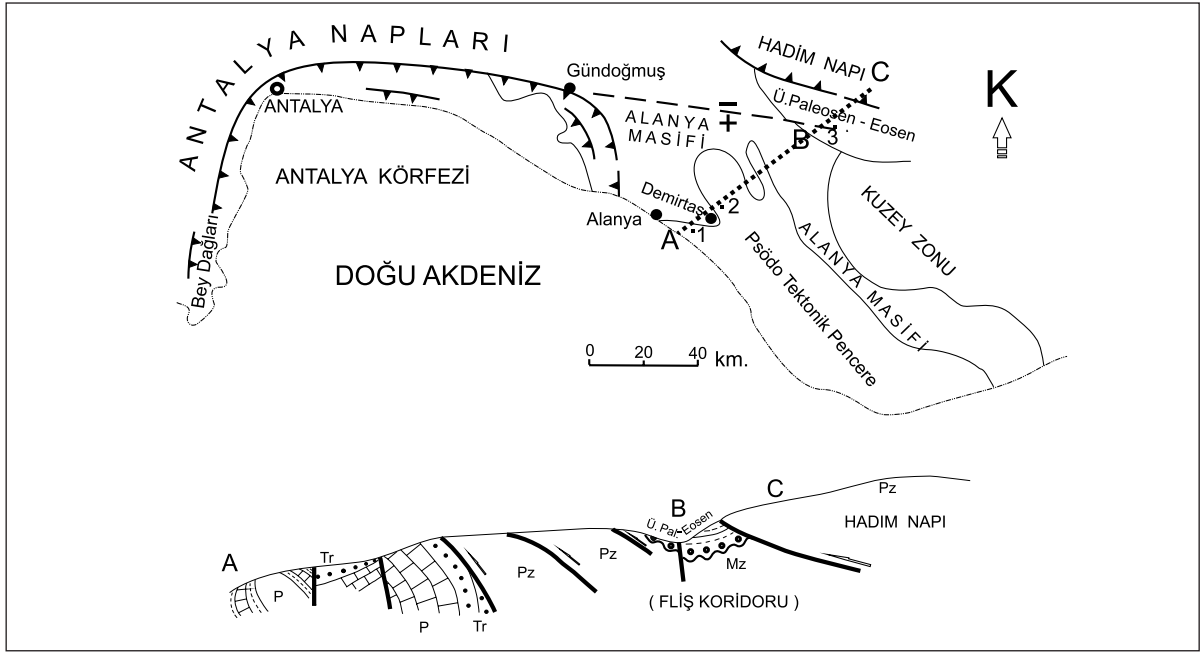 ANTALYA NAPLARI
HADİM NAPI
C
K
Gündoğmuş
ANTALYA
Ü.Paleosen - Eosen
ALANYA
MASİFİ
B
3
ANTALYA KÖRFEZİ
Demirtaş
2
Alanya
A
1
KUZEY ZONU
Bey Dağları
DOĞU AKDENİZ
ALANYA MASİFİ
Psödo Tektonik Pencere
0 20 40 km.
C
Pz
B
Ü.Pal-Eosen
HADIM NAPI
A
Tr
Pz
Pz
Mz
P
( FLİŞ KORİDORU )
P
Tr